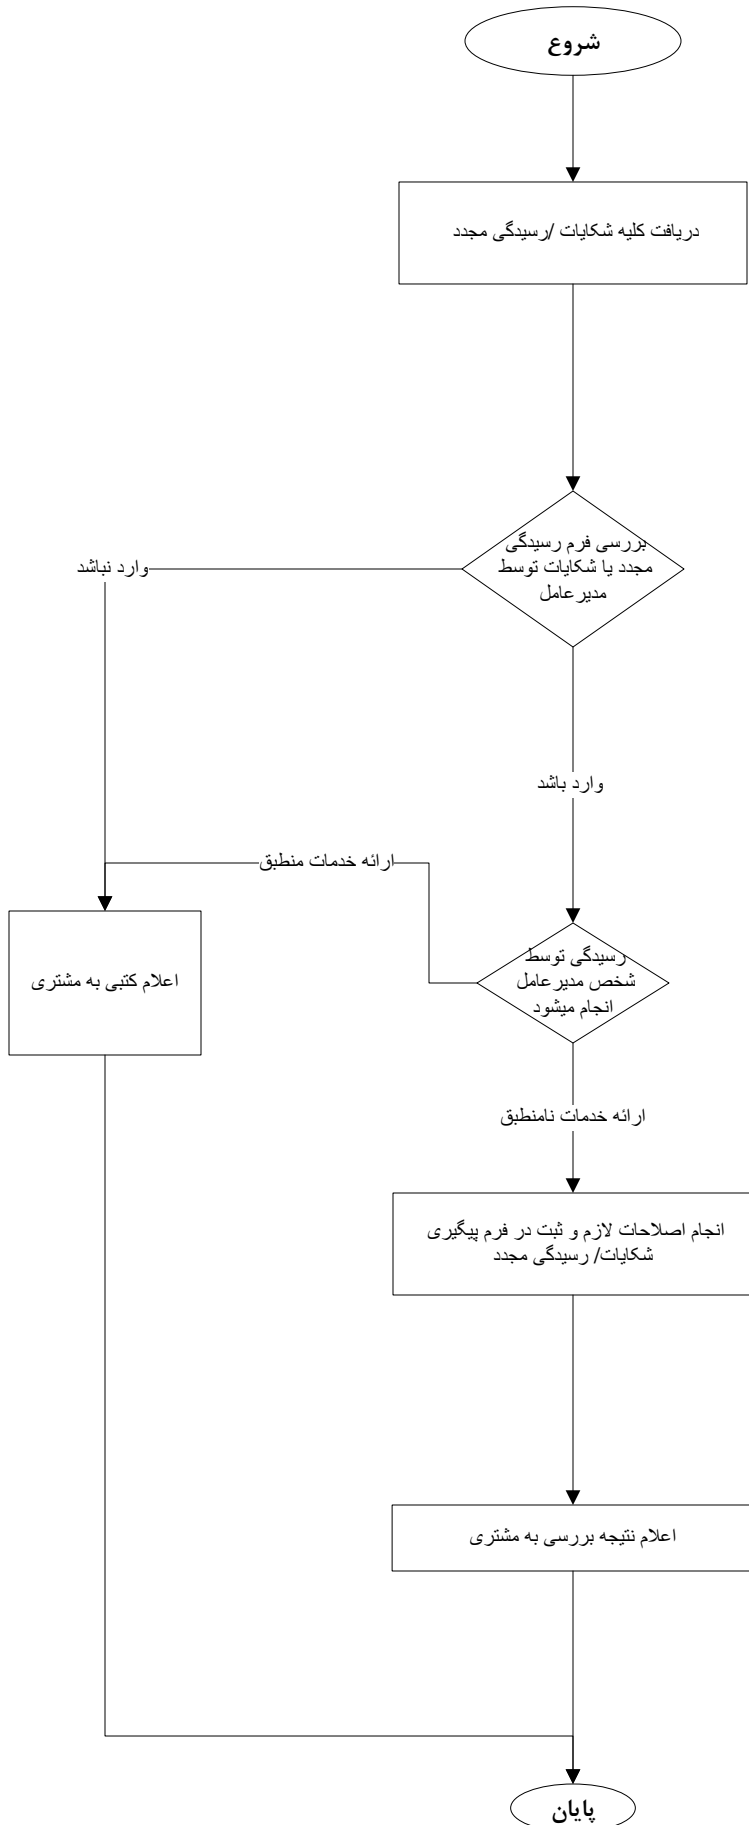 شروع
دریافت کلیه شکایات /رسیدگی مجدد
بررسی فرم رسیدگی
مجدد یا شکایات توسط
مدیرعامل
وارد نباشد
وارد باشد
ارائه خدمات منطبق
رسیدگی توسط
شخص مدیرعامل
انجام میشود
اعلام کتبی به مشتری
ارائه خدمات نامنطبق
انجام اصلاحات لازم و ثبت در فرم پیگیری
شکایات/ رسیدگی مجدد
اعلام نتیجه بررسی به مشتری
پایان